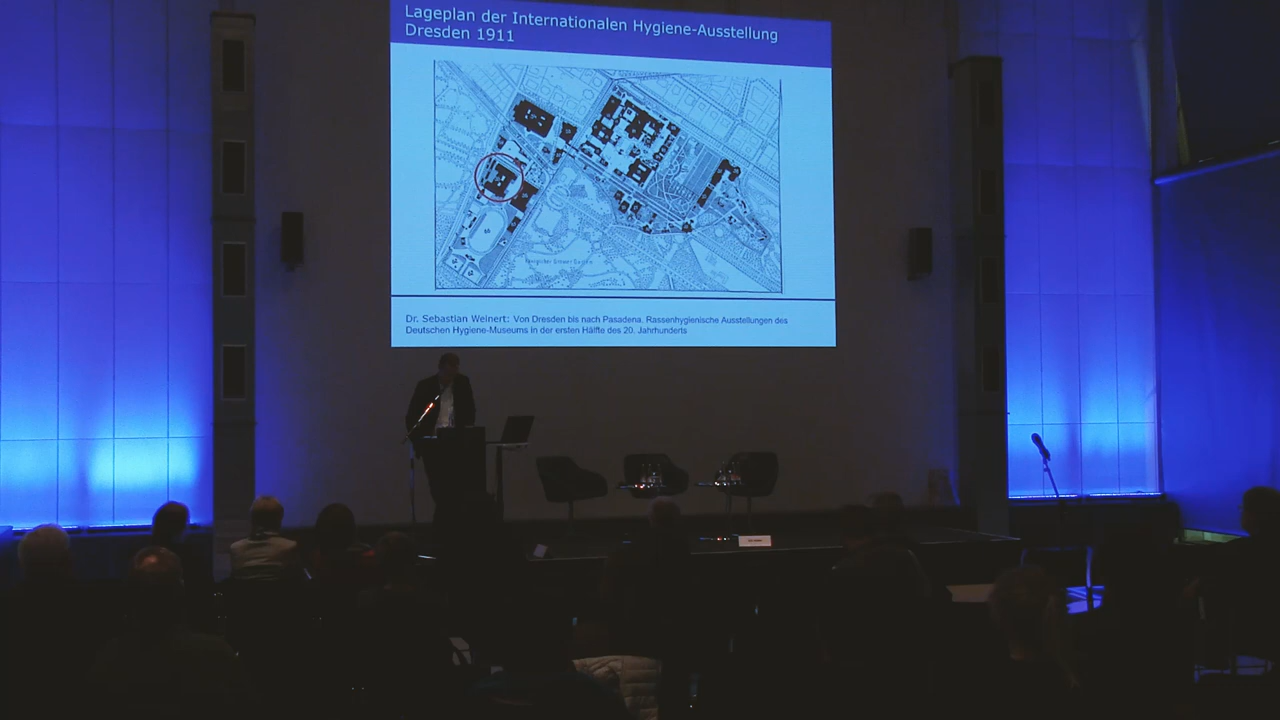 Lageplan der Internationalen Hygiene-Ausstellung
Dresden 1911
Dr. Sebastian Weinert: Von Dresden bis nach Pasadena. Rassenhygienische Ausstellungen des
Deutschen Hygiene-Museums in der ersten Hälfte des 20. Jahrhunderts